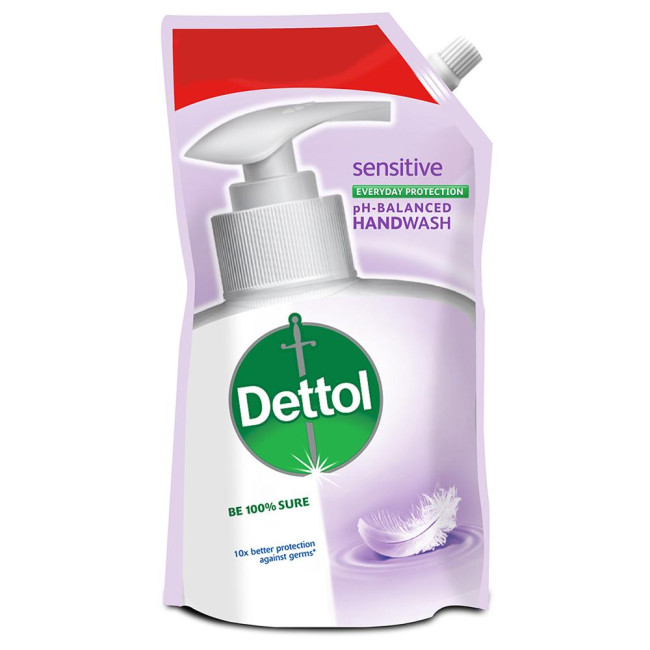 sensitive
EVERYDAY PROTECTION
pH-BALANCED
HANDWASH
Dettol
BE 100% SURE
10x better protection
against germs*